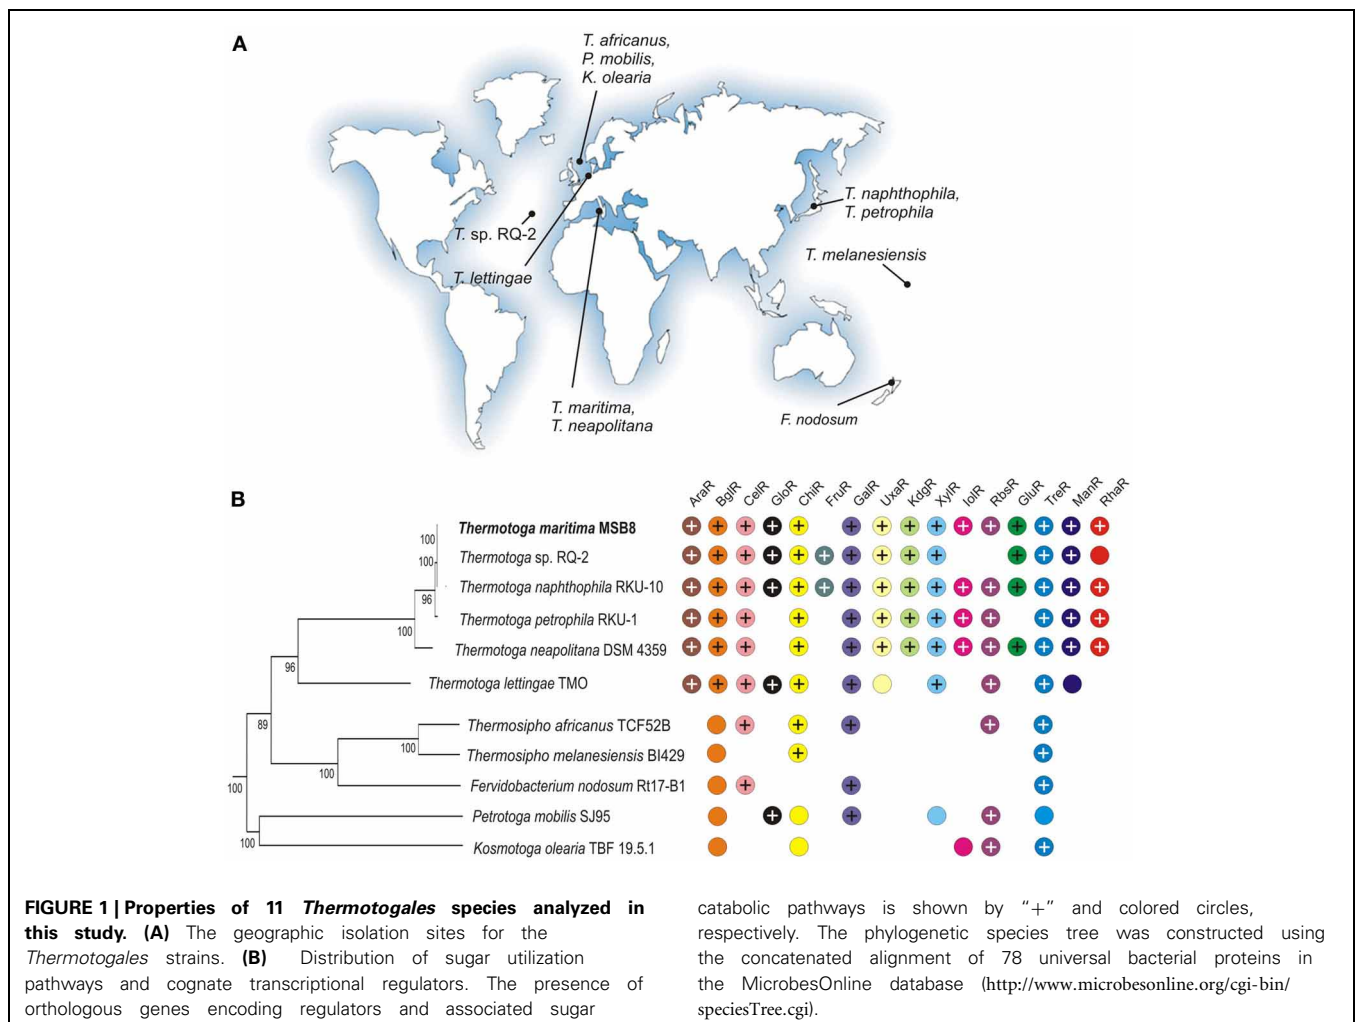 A
T. africanus,
P. mobilis,
K. olearia
T. naphthophila,
T. petrophila
T. sp. RQ-2
T. melanesiensis
T. lettingae
T. maritima,
T. neapolitana
F. nodosum
B
AraR BglR CelR GloR ChiR FruR GalR UxaR KdgR XylR IolR RbsR GluR TreR ManR RhaR
Thermotoga maritima MSB8 + + + + + + + + + + + + + + +
100
Thermotoga sp. RQ-2 + + + + + + + + + + + + +
100
Thermotoga naphthophila RKU-10 + + + + + + + + + + + + + + + +
96
Thermotoga petrophila RKU-1 + + + + + + + + + + + + +
100
Thermotoga neapolitana DSM 4359 + + + + + + + + + + + + + +
96
Thermotoga lettingae TMO + + + + + + + + +
89
Thermosipho africanus TCF52B + + + + +
100
Thermosipho melanesiensis BI429 + +
100
Fervidobacterium nodosum Rt17-B1 + + +
100
Petrotoga mobilis SJ95 + + +
100
Kosmotoga olearia TBF 19.5.1 + +
FIGURE 1 | Properties of 11 Thermotogales species analyzed in
this study. (A) The geographic isolation sites for the
Thermotogales strains. (B) Distribution of sugar utilization
pathways and cognate transcriptional regulators. The presence of
orthologous genes encoding regulators and associated sugar
catabolic pathways is shown by “+” and colored circles,
respectively. The phylogenetic species tree was constructed using
the concatenated alignment of 78 universal bacterial proteins in
the MicrobesOnline database (http://www.microbesonline.org/cgi-bin/
speciesTree.cgi).